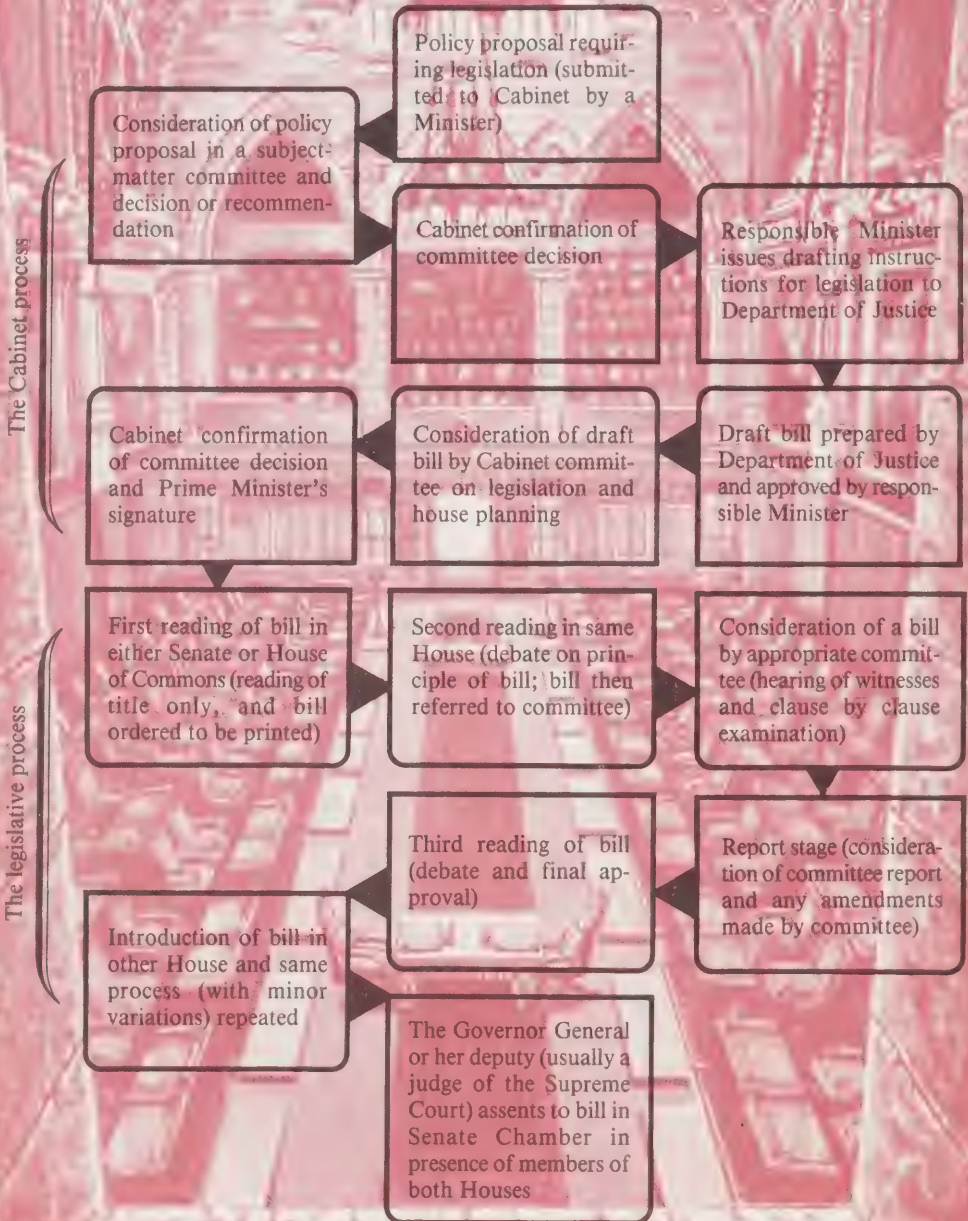 Policy proposal requir-
ing legislation (submit-
ted to Cabinet by a
Minister)
Consideration of policy
proposal in a subject-
matter committee and
decision or recommen-
dation
Cabinet confirmation of
committee decision
Responsible Minister
issues drafting instruc-
tions for legislation to
Department of Justice
Draft bill prepared by
Department of Justice
and approved by respon-
sible Minister
Consideration of draft
bill by Cabinet commit-
tee on legislation and
house planning
Cabinet confirmation
of committee decision
and Prime Minister's
signature
The Cabinet process
First reading of bill in
either Senate or House
of Commons (reading of
title only, and bill
ordered to be printed)
Second reading in same
House (debate on prin-
ciple of bill; bill then
referred to committee)
Consideration of a bill
by appropriate commit-
tee (hearing of witnesses
and clause by clause
examination)
Report stage (considera-
tion of committee report
and any amendments
made by committee)
Third reading of bill
(debate and final ap-
proval)
Introduction of bill in
other House and same
process (with minor
variations) repeated
The legislative process
The Governor General
or her deputy (usually a
judge of the Supreme
Court) assents to bill in
Senate Chamber in
presence of members of
both Houses